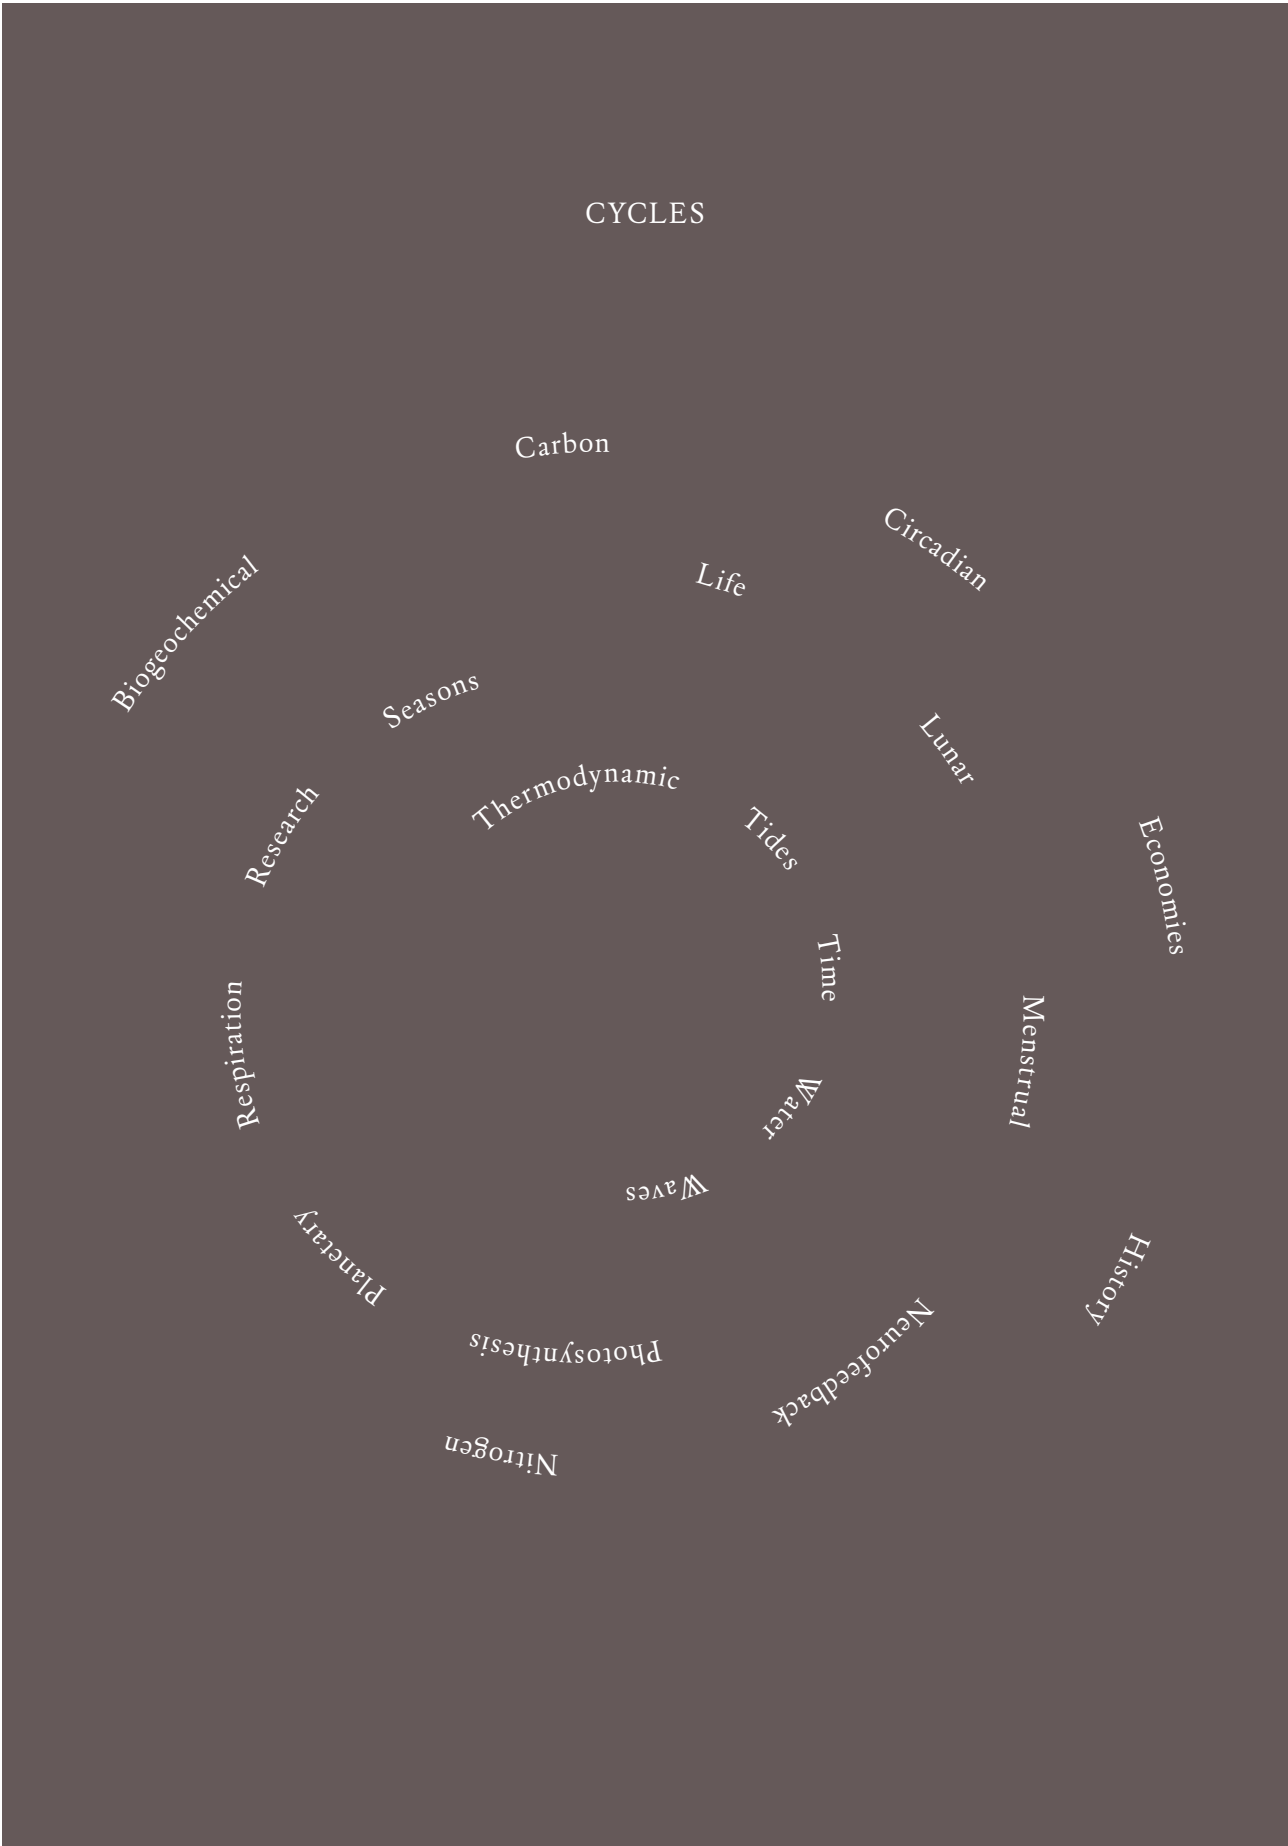 CYCLES
Biogeochemical
Carbon
Circadian
Economies
History
Life
Lunar
Menstrual
Neurofeedback
Nitrogen
Photosynthesis
Planetary
Respiration
Research
Seasons
Thermodynamic
Tides
Time
Water
Waves